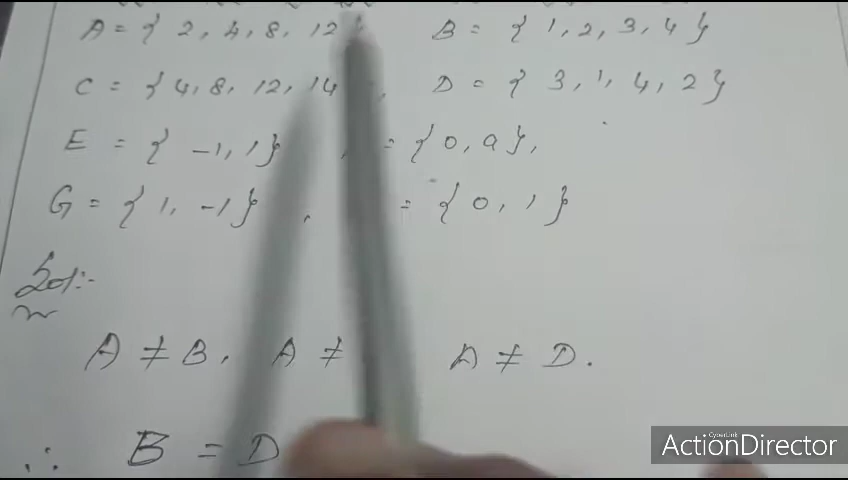 A = { 2, 4, 8, 12 } B = { 1, 2, 3, 4 }
C = { 4, 8, 12, 14 , D = { 3, 1, 4, 2 }
E = { -1, 1 } , = { 0, a },
G = { 1, -1 } , = { 0, 1 }
Sol:-
A ≠ B, A ≠ A ≠ D.
∴ B = D
CyberLink
ActionDirector